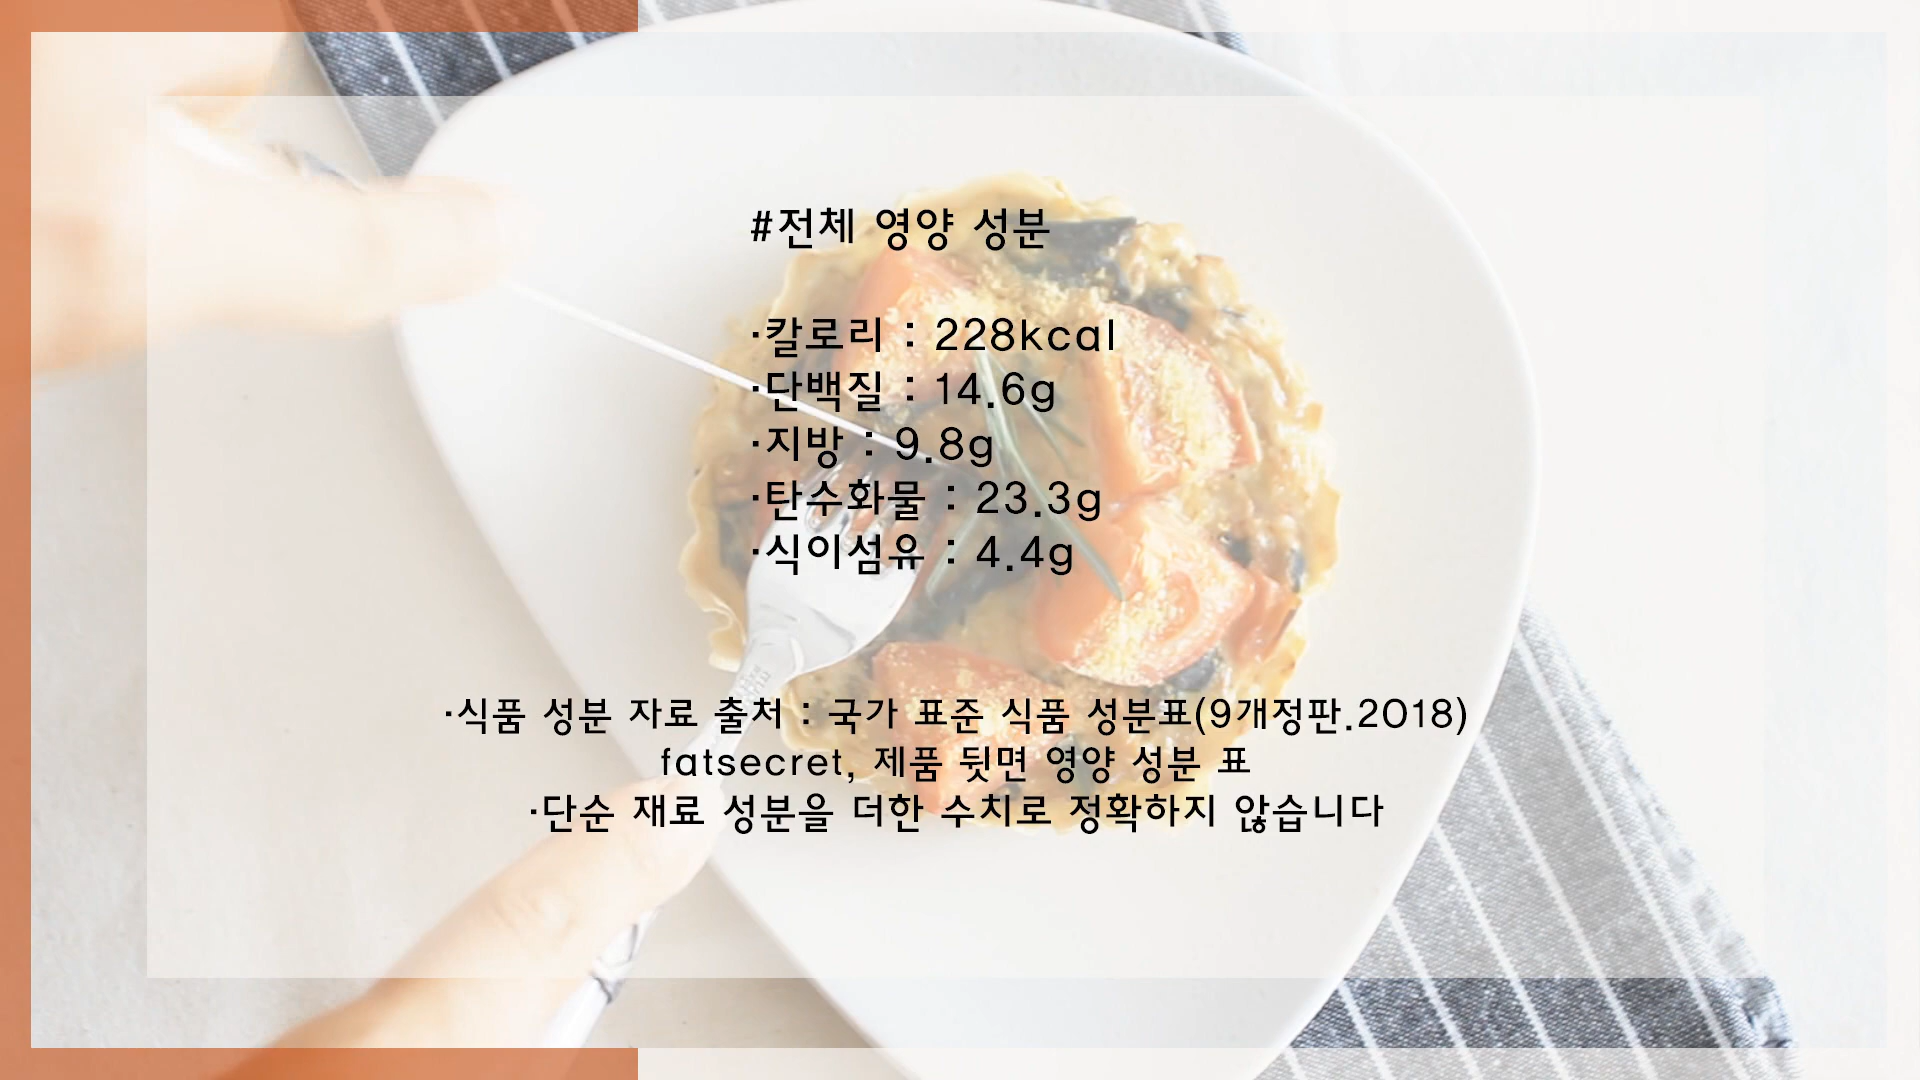 #전체 영양 성분
·칼로리 : 228kcal
·단백질 : 14.6g
·지방 : 9.8g
·탄수화물 : 23.3g
·식이섬유 : 4.4g
·식품 성분 자료 출처 : 국가 표준 식품 성분표(9개정판.2018)
fatsecret, 제품 뒷면 영양 성분 표
·단순 재료 성분을 더한 수치로 정확하지 않습니다